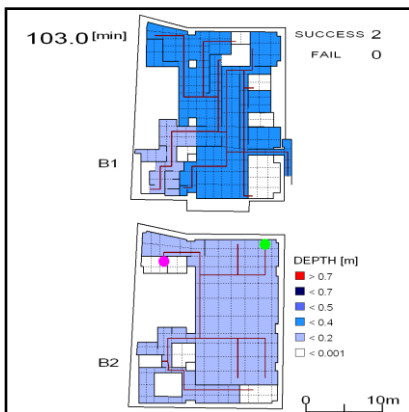 103.0 [min]
SUCCESS 2
FAIL 0
B1
B2
DEPTH [m]
> 0.7
< 0.7
< 0.5
< 0.4
< 0.2
< 0.001
0 10m